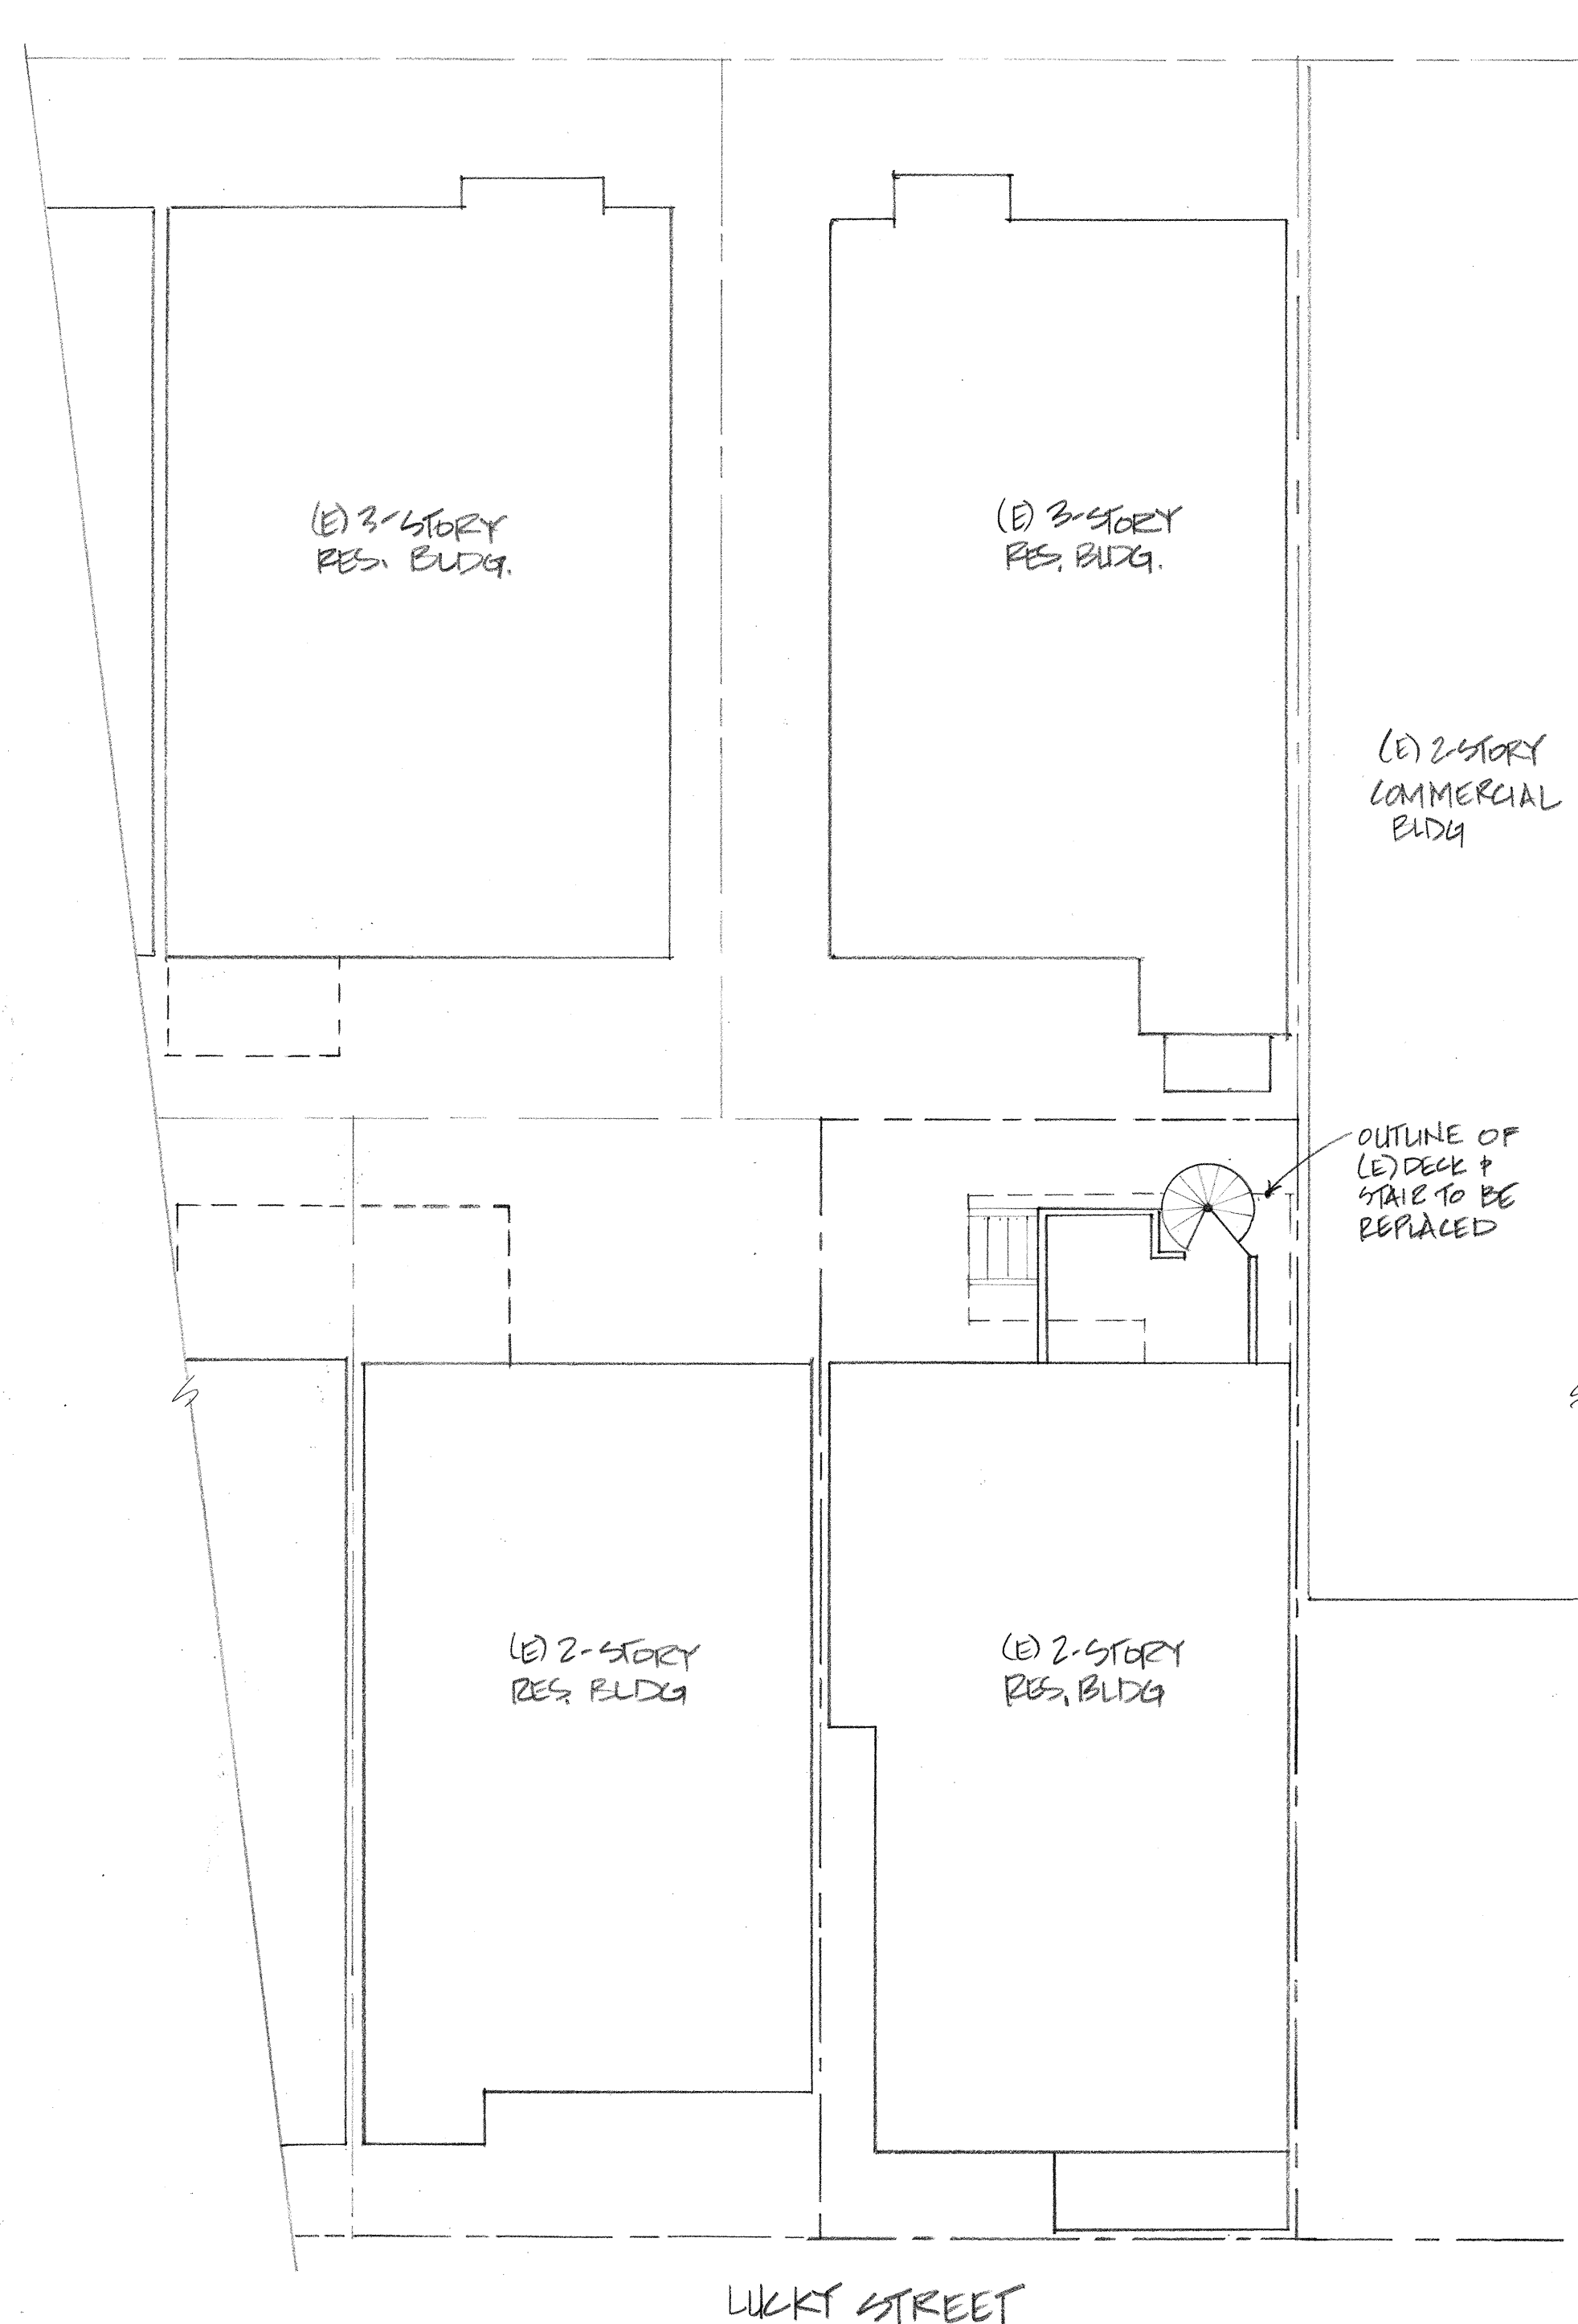 (E) 3-STORY
RES. BLDG.
(E) 3-STORY
RES. BLDG.
(E) 2-STORY
COMMERCIAL
BLDG
OUTLINE OF
(E) DECK &
STAIR TO BE
REPLACED
(E) 2-STORY
RES. BLDG
(E) 2-STORY
RES. BLDG
LUCKY STREET